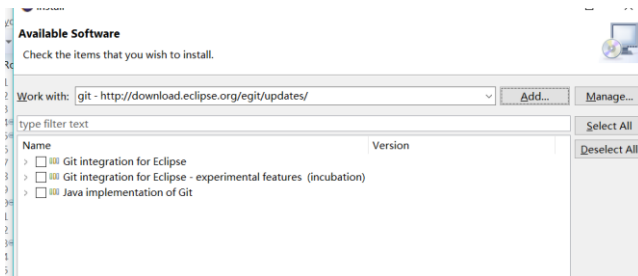 Available Software
Check the items that you wish to install.
Work with: git - http://download.eclipse.org/egit/updates/ Add... Manage...
type filter text Select All
Name Version Deselect All
Git integration for Eclipse
Git integration for Eclipse - experimental features (incubation)
Java implementation of Git